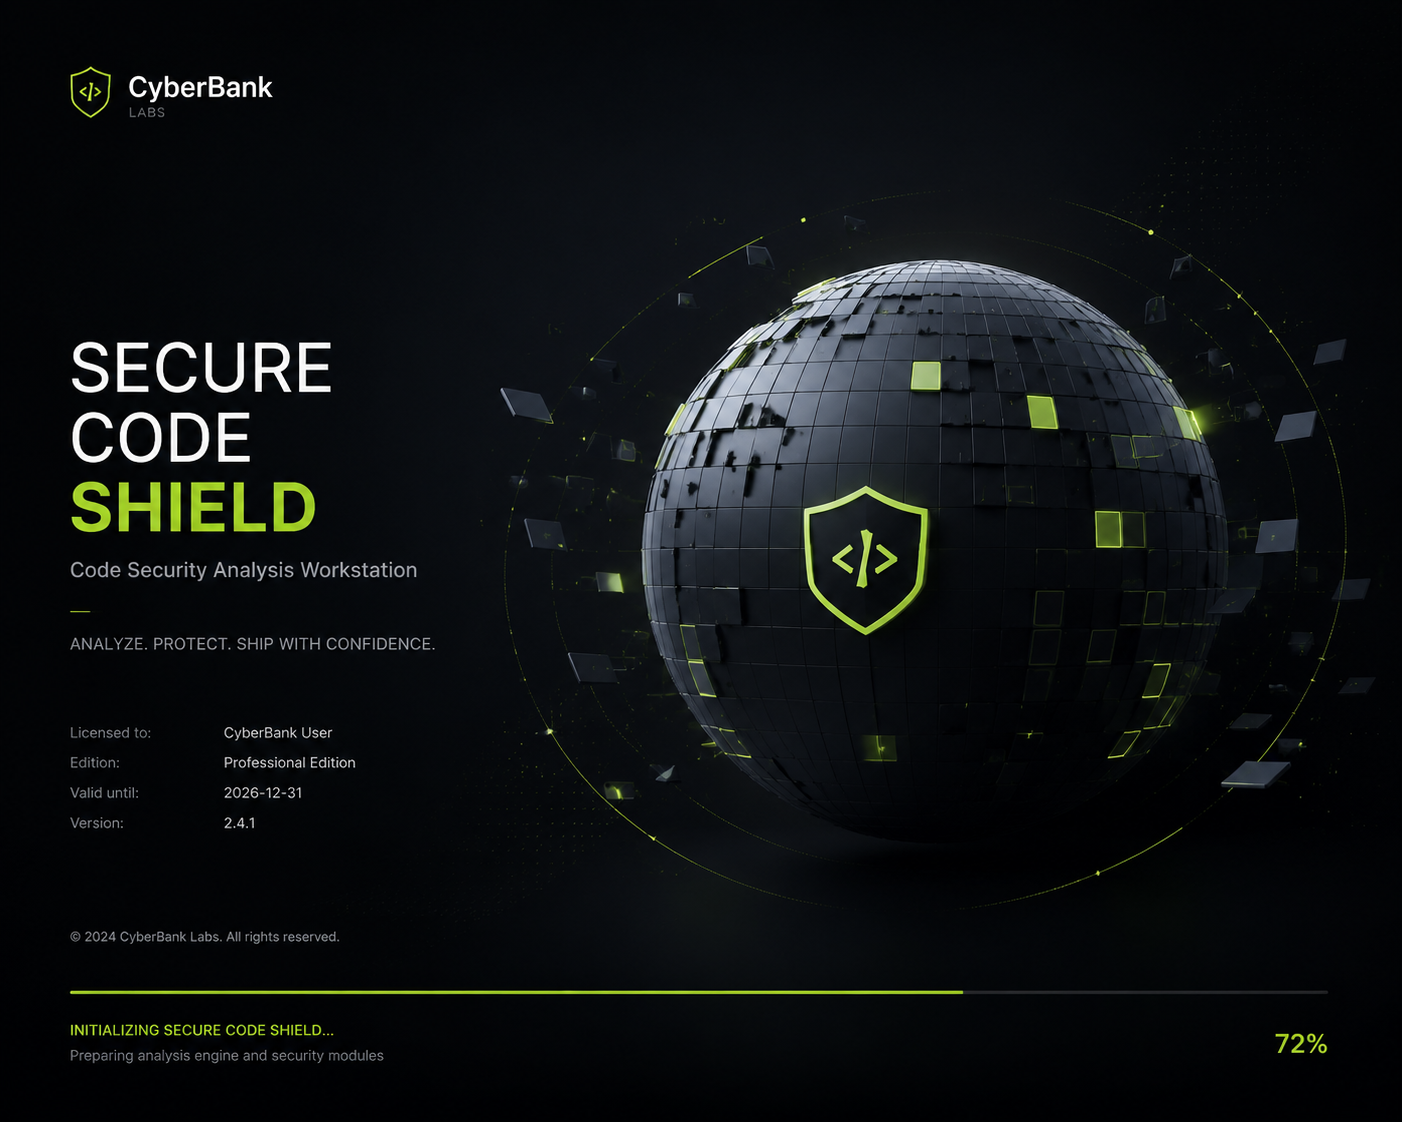 CyberBank
LABS
SECURE
CODE
SHIELD
Code Security Analysis Workstation
ANALYZE. PROTECT. SHIP WITH CONFIDENCE.
Licensed to: CyberBank User
Edition: Professional Edition
Valid until: 2026-12-31
Version: 2.4.1
© 2024 CyberBank Labs. All rights reserved.
INITIALIZING SECURE CODE SHIELD...
Preparing analysis engine and security modules
72%